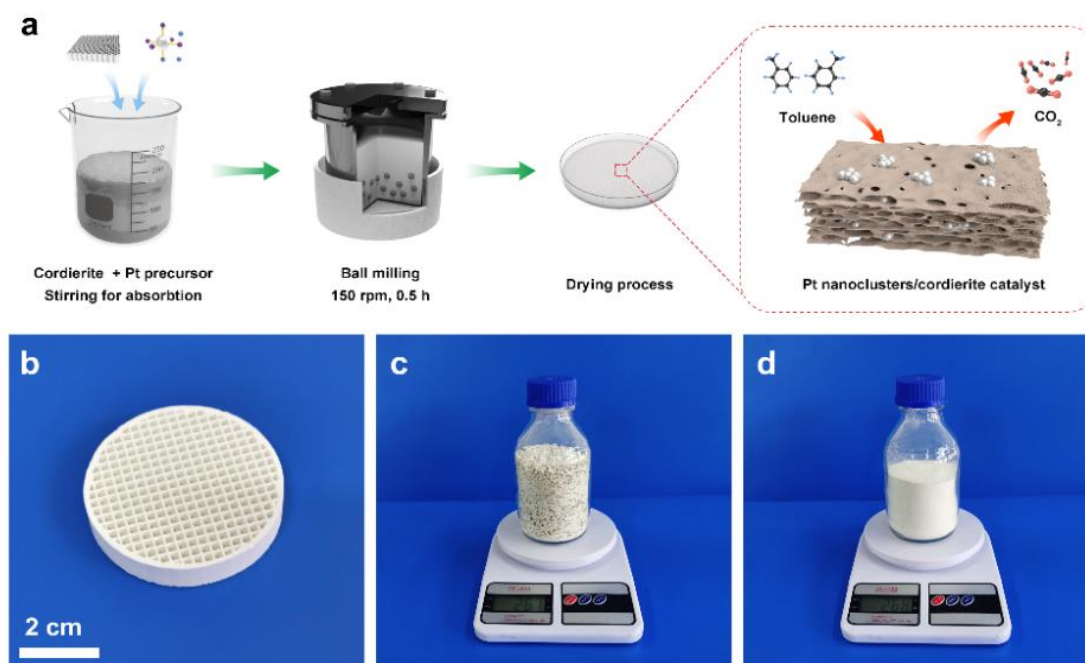 a
Toluene
CO₂
Cordierite + Pt precursor
Stirring for absorbtion
Ball milling
150 rpm, 0.5 h
Drying process
Pt nanoclusters/cordierite catalyst
b
2 cm
c
d